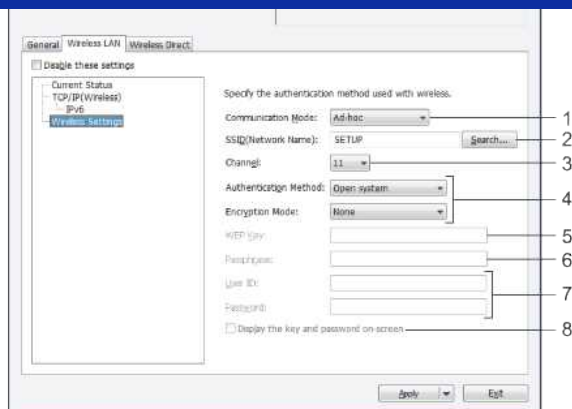 General Wireless LAN Wireless Direct
Disable these settings
Current Status
TCP/IP(Wireless)
IPv6
Wireless Settings
Specify the authentication method used with wireless.
Communication Mode: Ad-hoc 1
SSID(Network Name): SETUP Search... 2
Channel: 11 3
Authentication Method: Open system
4
Encryption Mode: None
WEP Key: 5
Passphrase: 6
User ID:
7
Password:
Display the key and password on screen 8
Apply Exit